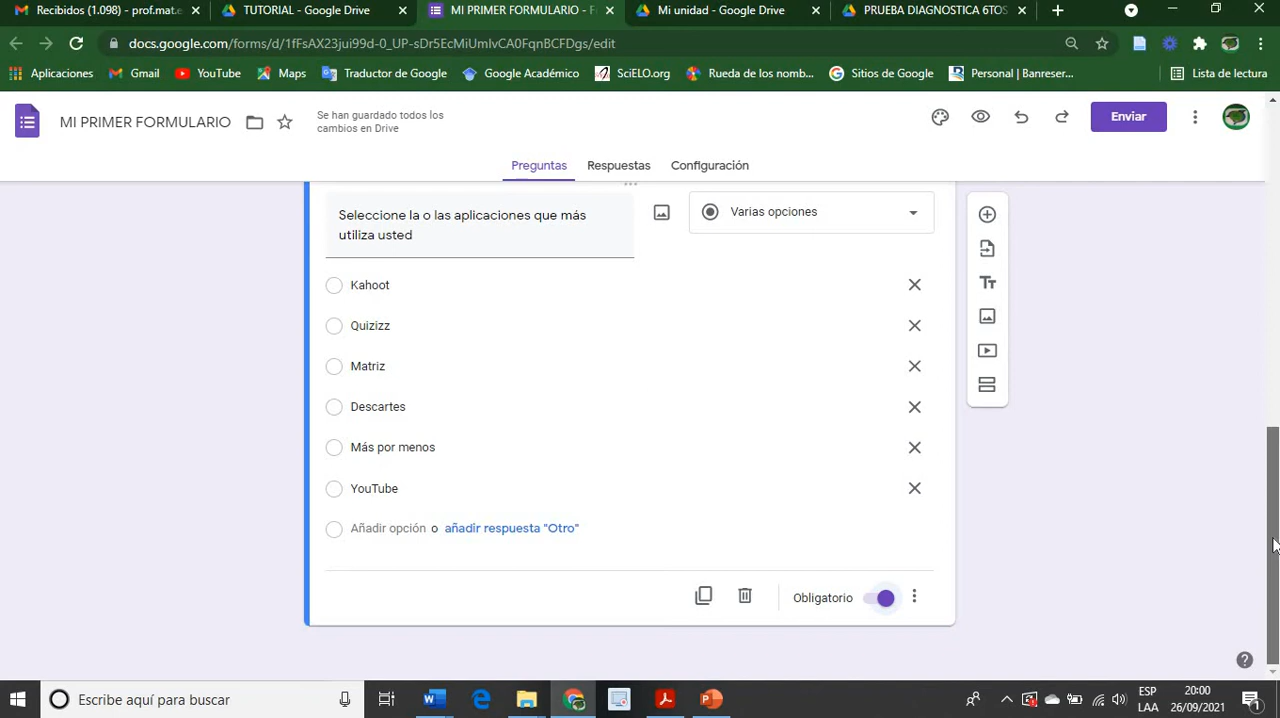 Recibidos (1.098) - prof.mat.e
TUTORIAL - Google Drive
MI PRIMER FORMULARIO - F
Mi unidad - Google Drive
PRUEBA DIAGNOSTICA 6TOS
docs.google.com/forms/d/1fFsAX23jui99d-0_UP-sDr5EcMiUmlvCA0FqnBCFDgs/edit
Aplicaciones
Gmail
YouTube
Maps
Traductor de Google
Google Académico
SciELO.org
Rueda de los nomb...
Sitios de Google
Personal | Banreser...
Lista de lectura
MI PRIMER FORMULARIO
Se han guardado todos los
cambios en Drive
Enviar
Preguntas
Respuestas
Configuración
Seleccione la o las aplicaciones que más
utiliza usted
Varias opciones
Kahoot
Quizizz
Matriz
Descartes
Más por menos
YouTube
Añadir opción o añadir respuesta "Otro"
Obligatorio
Escribe aquí para buscar
ESP
LAA
20:00
26/09/2021